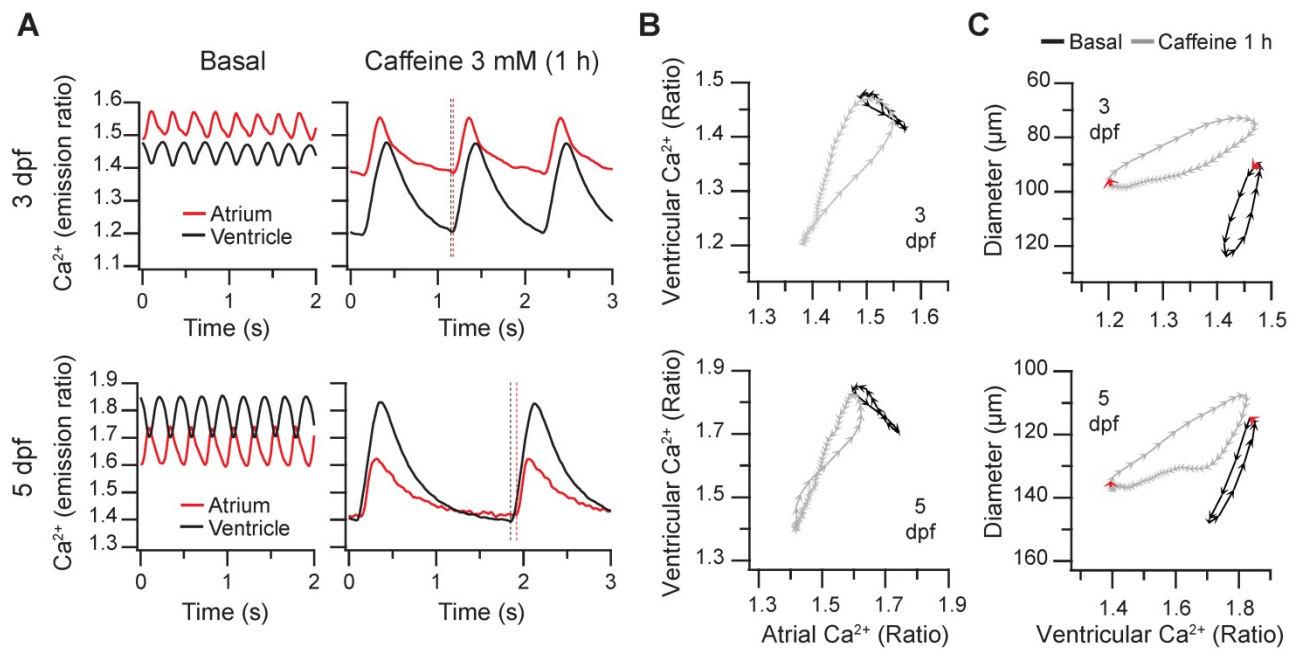 A
B
C
Basal
Caffeine 3 mM (1 h)
Basal
Caffeine 1 h
3 dpf
Ca²⁺ (emission ratio)
1.6
1.5
1.4
1.3
1.2
1.1
Atrium
Ventricle
0
1
2
0
1
2
3
Time (s)
Time (s)
Ventricular Ca²⁺ (Ratio)
1.5
1.4
1.3
1.2
3
dpf
1.3
1.4
1.5
1.6
Diameter (µm)
60
80
100
120
3
dpf
1.2
1.3
1.4
1.5
5 dpf
Ca²⁺ (emission ratio)
1.9
1.8
1.7
1.6
1.5
1.4
1.3
Atrium
Ventricle
0
1
2
0
1
2
3
Time (s)
Time (s)
Ventricular Ca²⁺ (Ratio)
1.9
1.7
1.5
1.3
5
dpf
1.3
1.5
1.7
1.9
Atrial Ca²⁺ (Ratio)
Diameter (µm)
100
120
140
160
5
dpf
1.4
1.6
1.8
Ventricular Ca²⁺ (Ratio)